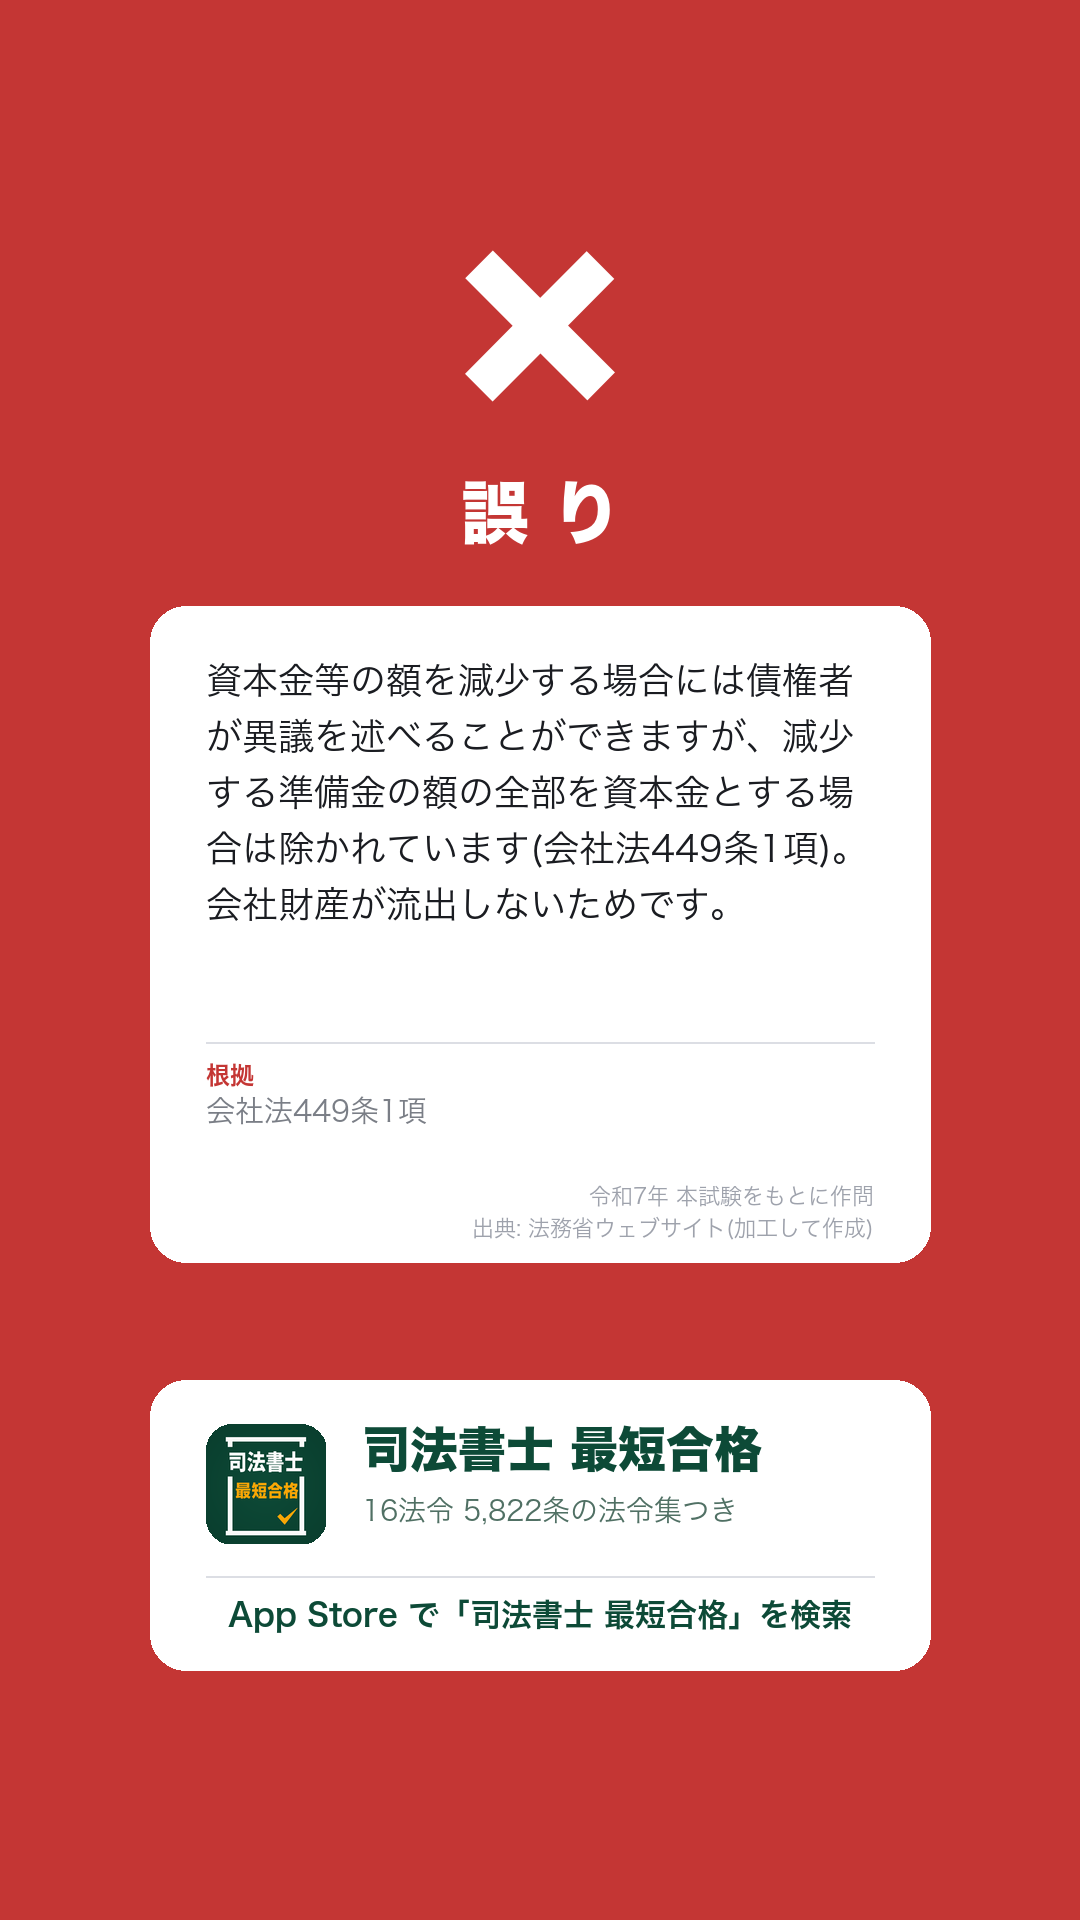 ×
誤り
資本金等の額を減少する場合には債権者
が異議を述べることができますが、減少
する準備金の額の全部を資本金とする場
合は除かれています(会社法449条1項)。
会社財産が流出しないためです。
根拠
会社法449条1項
令和7年 本試験をもとに作問
出典: 法務省ウェブサイト(加工して作成)
司法書士
最短合格
司法書士 最短合格
16法令 5,822条の法令集つき
App Store で「司法書士 最短合格」を検索